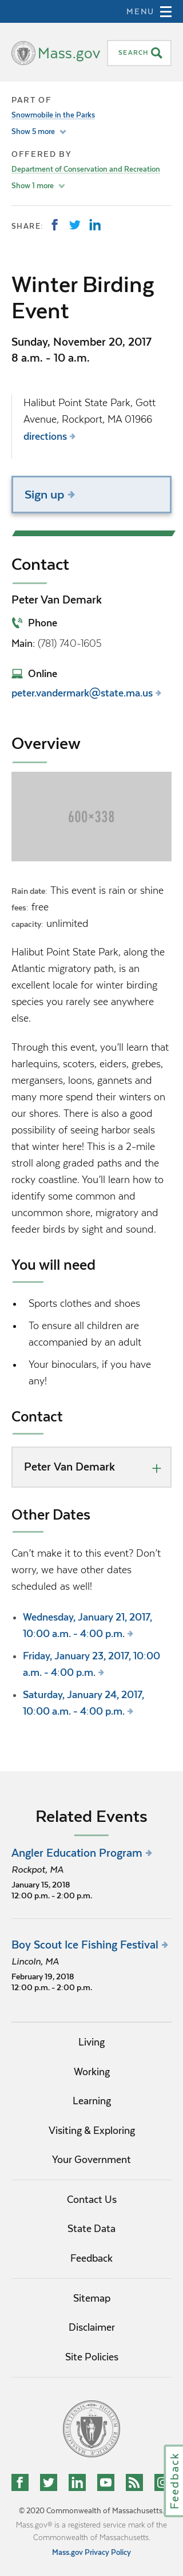 MENU
Mass.gov
SEARCH
PART OF
Snowmobile in the Parks
Show 5 more
OFFERED BY
Department of Conservation and Recreation
Show 1 more
SHARE:
Winter Birding
Event
Sunday, November 20, 2017
8 a.m. - 10 a.m.
Halibut Point State Park, Gott
Avenue, Rockport, MA 01966
directions
Sign up
Contact
Peter Van Demark
Phone
Main: (781) 740-1605
Online
peter.vandermark@state.ma.us
Overview
600×338
Rain date: This event is rain or shine
fees: free
capacity: unlimited
Halibut Point State Park, along the
Atlantic migratory path, is an
excellent locale for winter birding
species you rarely see anywhere
else.
Through this event, you’ll learn that
harlequins, scoters, eiders, grebes,
mergansers, loons, gannets and
many more spend their winters on
our shores. There is also a good
possibility of seeing harbor seals
while out winter here! This is a 2-mile
stroll along graded paths and the
rocky coastline. You’ll learn how to
identify some common and
uncommon shore, migratory, and
feeder birds by sight and sound.
You will need
Sports clothes and shoes
To ensure all children are
accompanied by an adult
Your binoculars, if you have
any!
Contact
Peter Van Demark
Other Dates
Can’t make it to this event? Don’t
worry, we have other dates
scheduled as well!
Wednesday, January 21, 2017,
10:00 a.m. - 4:00 p.m.
Friday, January 23, 2017, 10:00
a.m. - 4:00 p.m.
Saturday, January 24, 2017,
10:00 a.m. - 4:00 p.m.
Related Events
Angler Education Program
Rockpot, MA
January 15, 2018
12:00 p.m. - 2:00 p.m.
Boy Scout Ice Fishing Festival
Lincoln, MA
February 19, 2018
12:00 p.m. - 2:00 p.m.
Living
Working
Learning
Visiting & Exploring
Your Government
Contact Us
State Data
Feedback
Sitemap
Disclaimer
Site Policies
Feedback
© 2020 Commonwealth of Massachusetts.
Mass.gov® is a registered service mark of the
Commonwealth of Massachusetts.
Mass.gov Privacy Policy